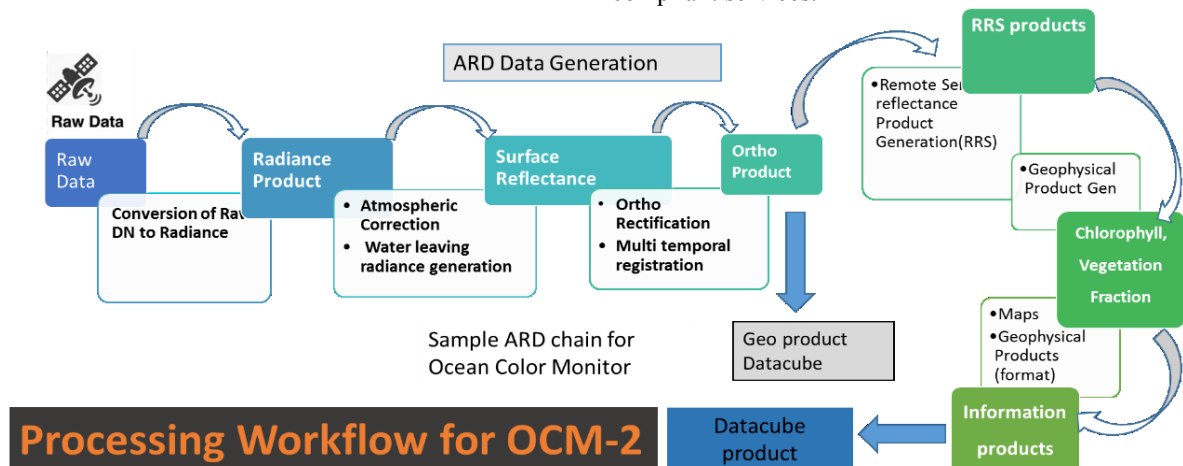 ARD Data Generation
Raw Data
Raw
Data
Conversion of Raw
DN to Radiance
Radiance
Product
• Atmospheric
Correction
• Water leaving
radiance generation
Surface
Reflectance
• Ortho
Rectification
• Multi temporal
registration
Ortho
Product
RRS products
•Remote Sen
reflectance
Product
Generation(RRS)
•Geophysical
Product Gen
Chlorophyll,
Vegetation
Fraction
•Maps
•Geophysical
Products
(format)
Information
products
Geo product
Datacube
Sample ARD chain for
Ocean Color Monitor
Datacube
product
Processing Workflow for OCM-2